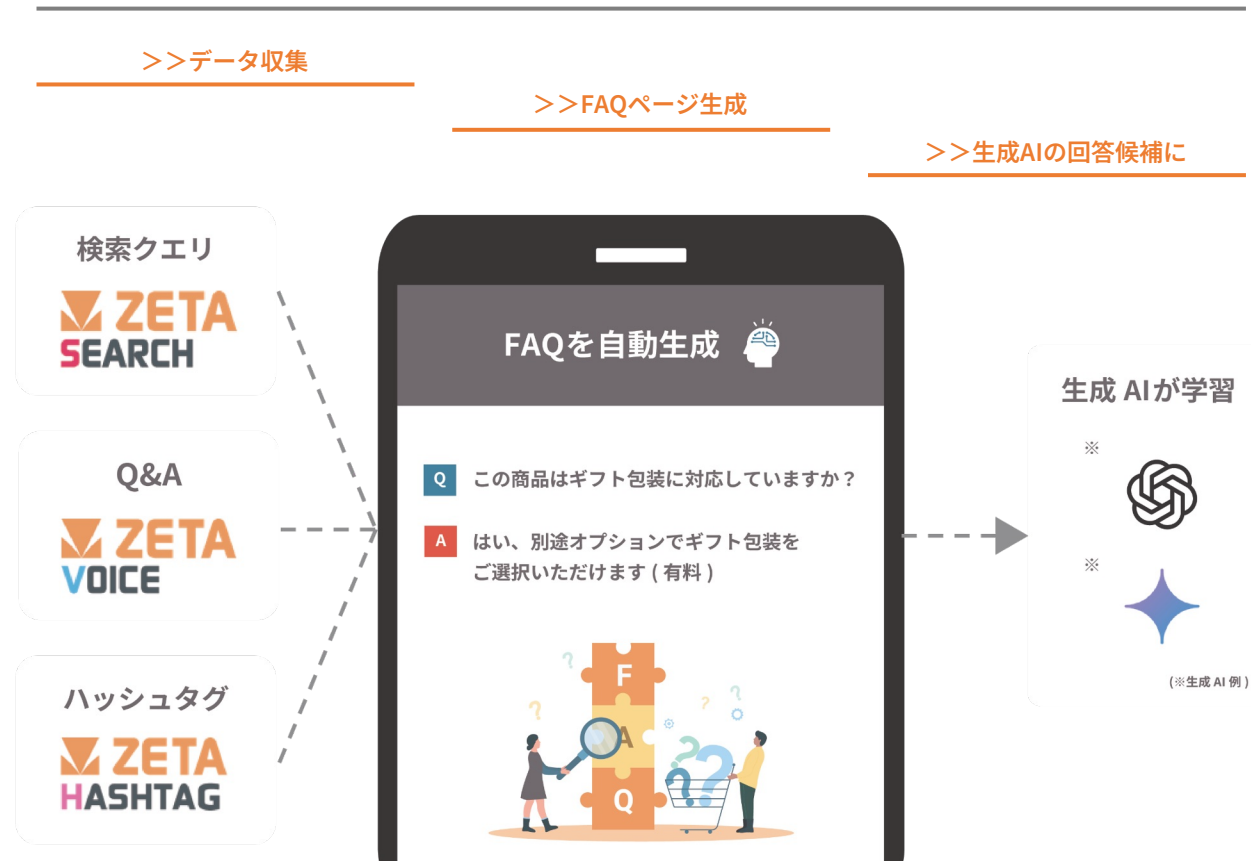 >>データ収集
>>FAQページ生成
>>生成AIの回答候補に
検索クエリ
ZETA
SEARCH
Q&A
ZETA
VOICE
ハッシュタグ
ZETA
HASHTAG
FAQを自動生成
Q この商品はギフト包装に対応していますか？
A はい、別途オプションでギフト包装を
ご選択いただけます ( 有料 )
F
A
Q
生成 AIが学習
※
※
(※生成 AI 例 )